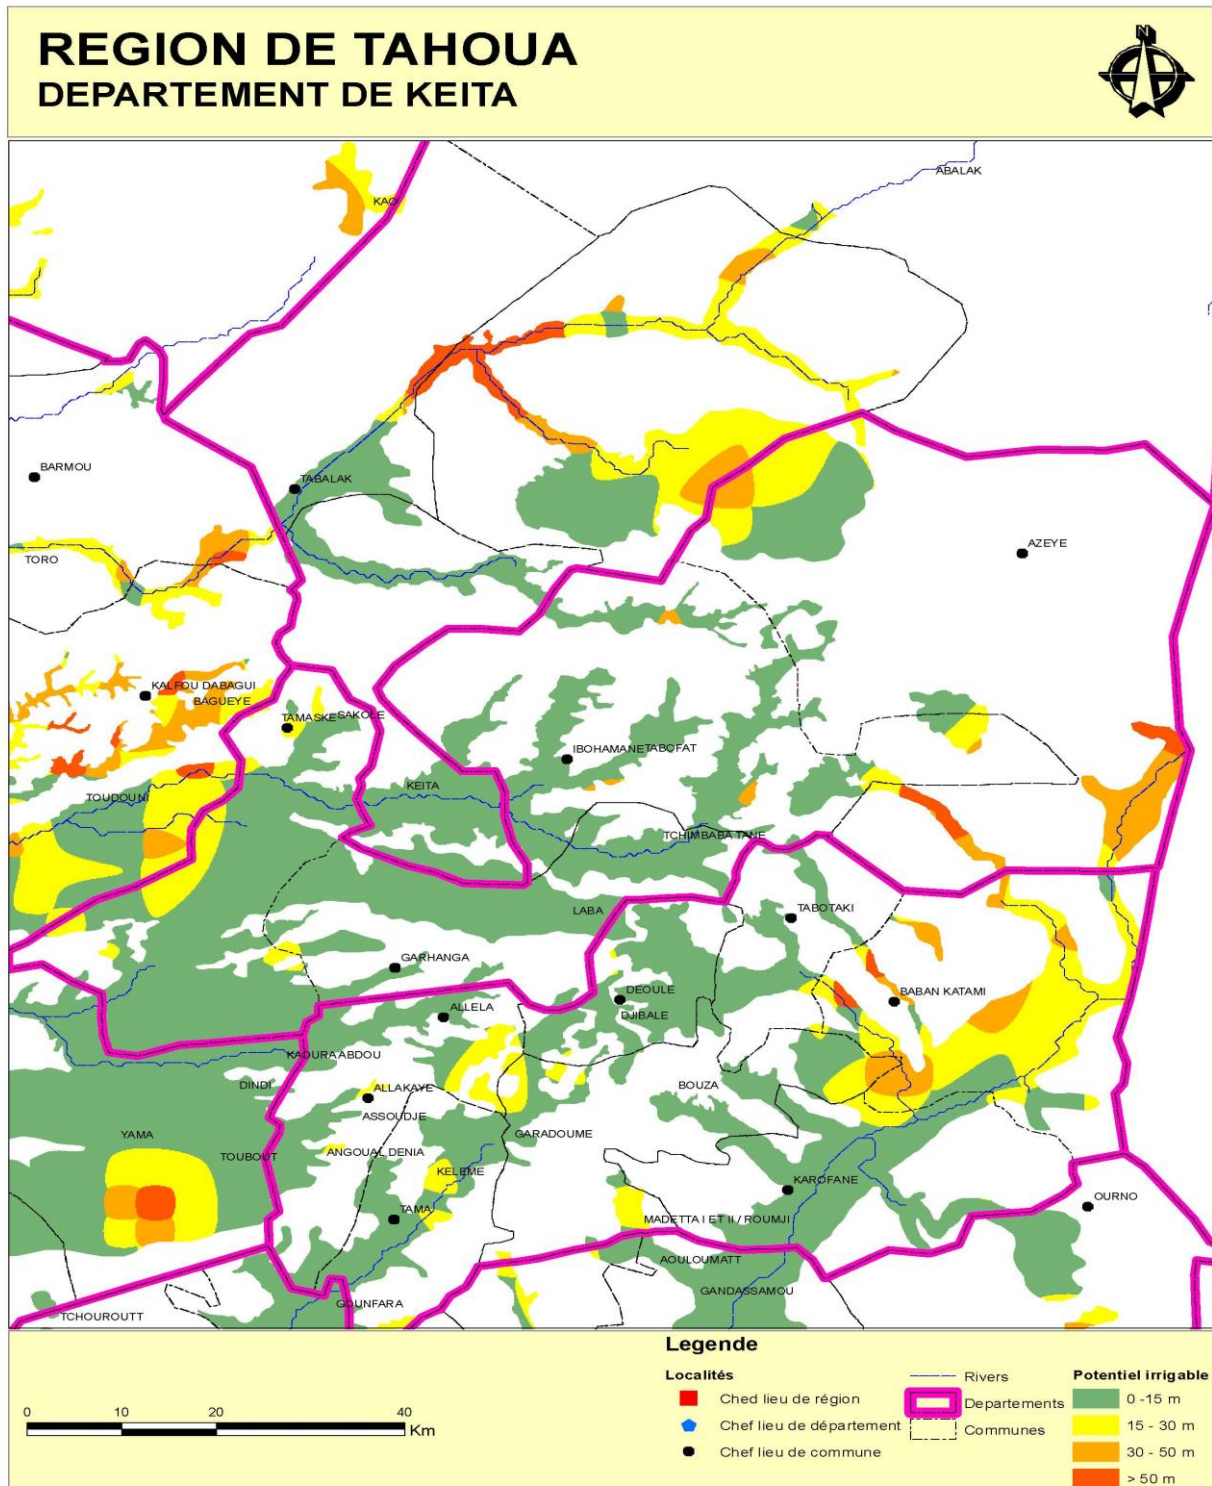 REGION DE TAHOUA
DEPARTEMENT DE KEITA
N
ABALAK
KAO
BARMOU
TABALAK
TORO
AZEYE
KALFOU DABAGUI
BAGUEYE
TAMASKE
SAKOLE
IBOHAMANE
TABOFAT
KEITA
TOUDOUNI
TCHIMBABA TANE
LABA
TABOTAKI
GARHANGA
DEOULE
BABAN KATAMI
ALLELA
DJIBALE
KADURA ABDOU
DINDI
ALLAKAYE
BOUZA
ASSOUDJE
YAMA
GARADOUME
ANGOUAL DENIA
TOUBOUT
KELEME
KAROFANE
OURNO
TAMA
MADETTA I ET II / ROUMJI
AOULOUMATT
GANDASSAMOU
GOUNFARA
TCHOUROUTT
Legende
Localités
Ched lieu de région
Chef lieu de département
Chef lieu de commune
Rivers
Departements
Communes
Potentiel irrigable
0 -15 m
15 - 30 m
30 - 50 m
> 50 m
0 10 20 40
Km